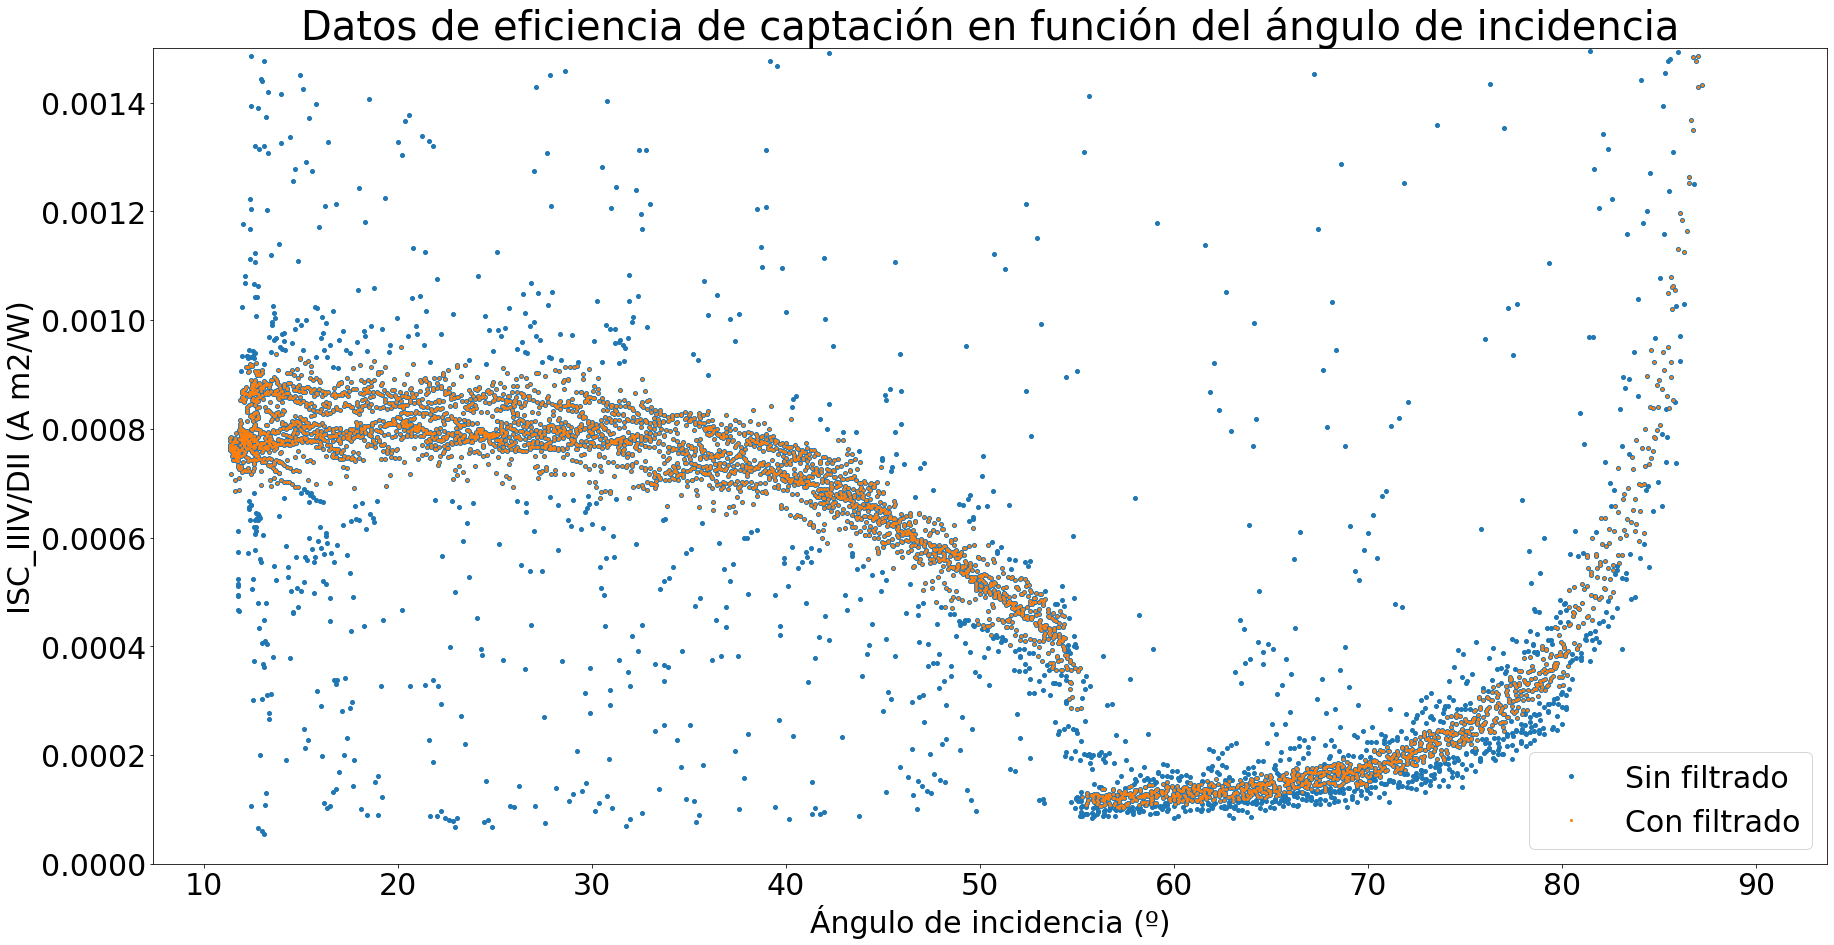 Datos de eficiencia de captación en función del ángulo de incidencia
ISC_IIIV/DII (A m2/W)
0.0014
0.0012
0.0010
0.0008
0.0006
0.0004
0.0002
0.0000
10 20 30 40 50 60 70 80 90
Ángulo de incidencia (º)
Sin filtrado
Con filtrado